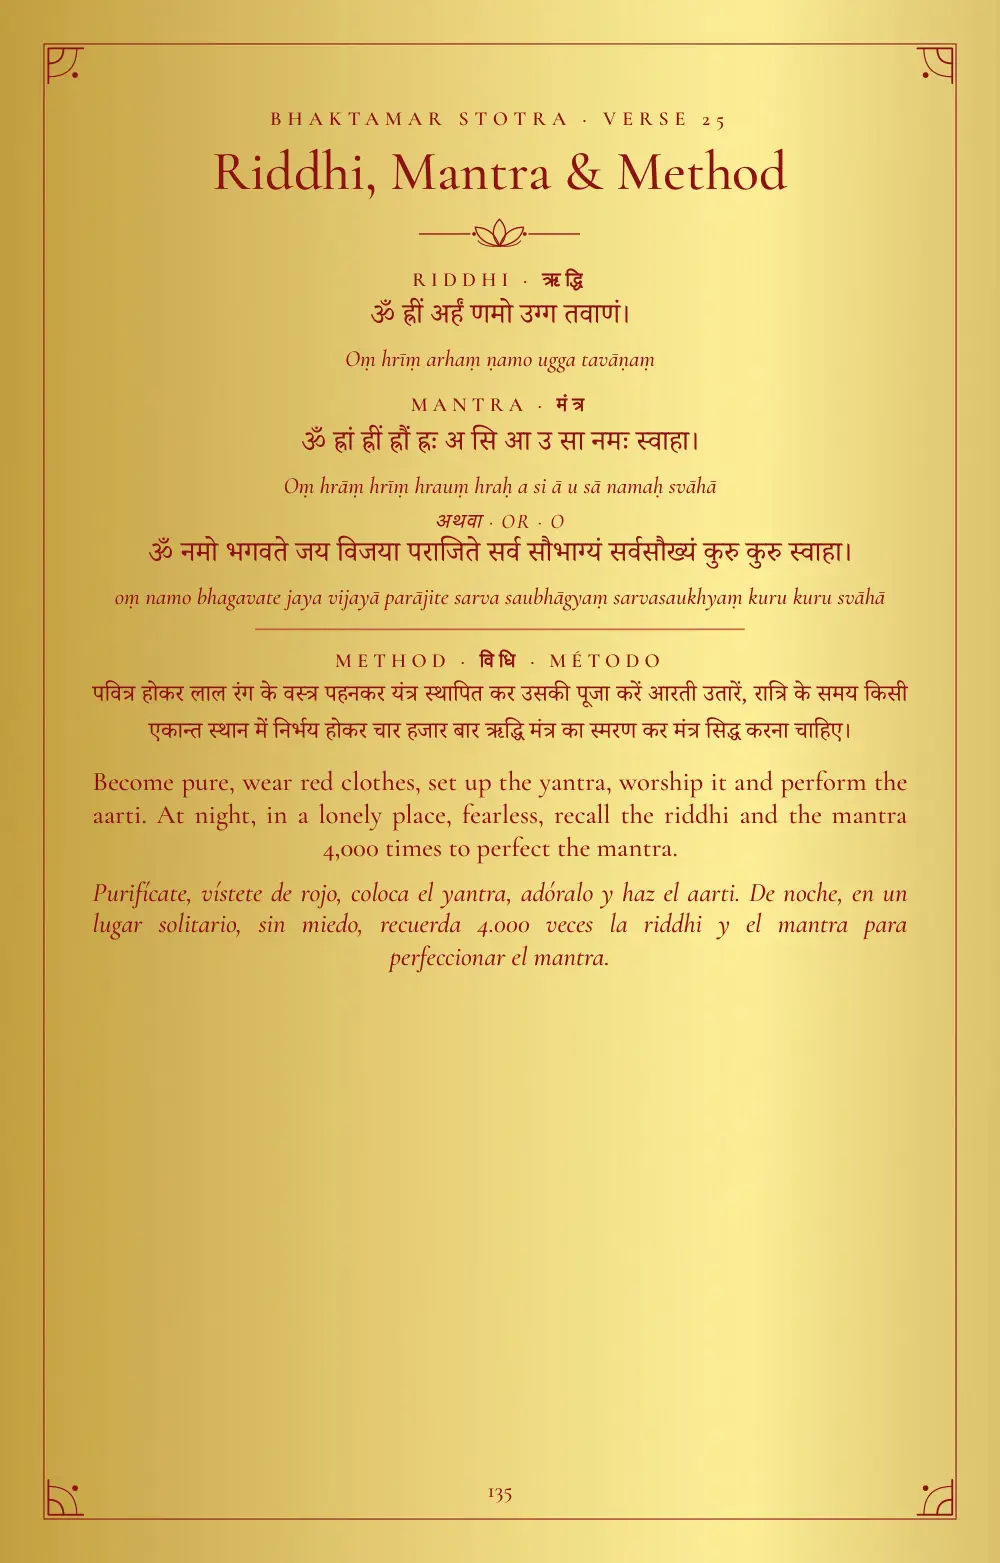 BHAKTAMAR STOTRA · VERSE 25
Riddhi, Mantra & Method
RIDDHI · ऋद्धि
ॐ ह्रीं अर्हं णमो उग्ग तवाणं।
Oṃ hrīṃ arhaṃ ṇamo ugga tavāṇaṃ
MANTRA · मंत्र
ॐ ह्रां ह्रीं ह्रौं ह्रः अ सि आ उ सा नमः स्वाहा।
Oṃ hrāṃ hrīṃ hrauṃ hraḥ a si ā u sā namaḥ svāhā
अथवा · OR · O
ॐ नमो भगवते जय विजया पराजिते सर्व सौभाग्यं सर्वसौख्यं कुरु कुरु स्वाहा।
oṃ namo bhagavate jaya vijayā parājite sarva saubhāgyaṃ sarvasaukhyaṃ kuru kuru svāhā
METHOD · विधि · MÉTODO
पवित्र होकर लाल रंग के वस्त्र पहनकर यंत्र स्थापित कर उसकी पूजा करें आरती उतारें, रात्रि के समय किसी
एकान्त स्थान में निर्भय होकर चार हजार बार ऋद्धि मंत्र का स्मरण कर मंत्र सिद्ध करना चाहिए।
Become pure, wear red clothes, set up the yantra, worship it and perform the
aarti. At night, in a lonely place, fearless, recall the riddhi and the mantra
4,000 times to perfect the mantra.
Purifícate, vístete de rojo, coloca el yantra, adóralo y haz el aarti. De noche, en un
lugar solitario, sin miedo, recuerda 4.000 veces la riddhi y el mantra para
perfeccionar el mantra.
135